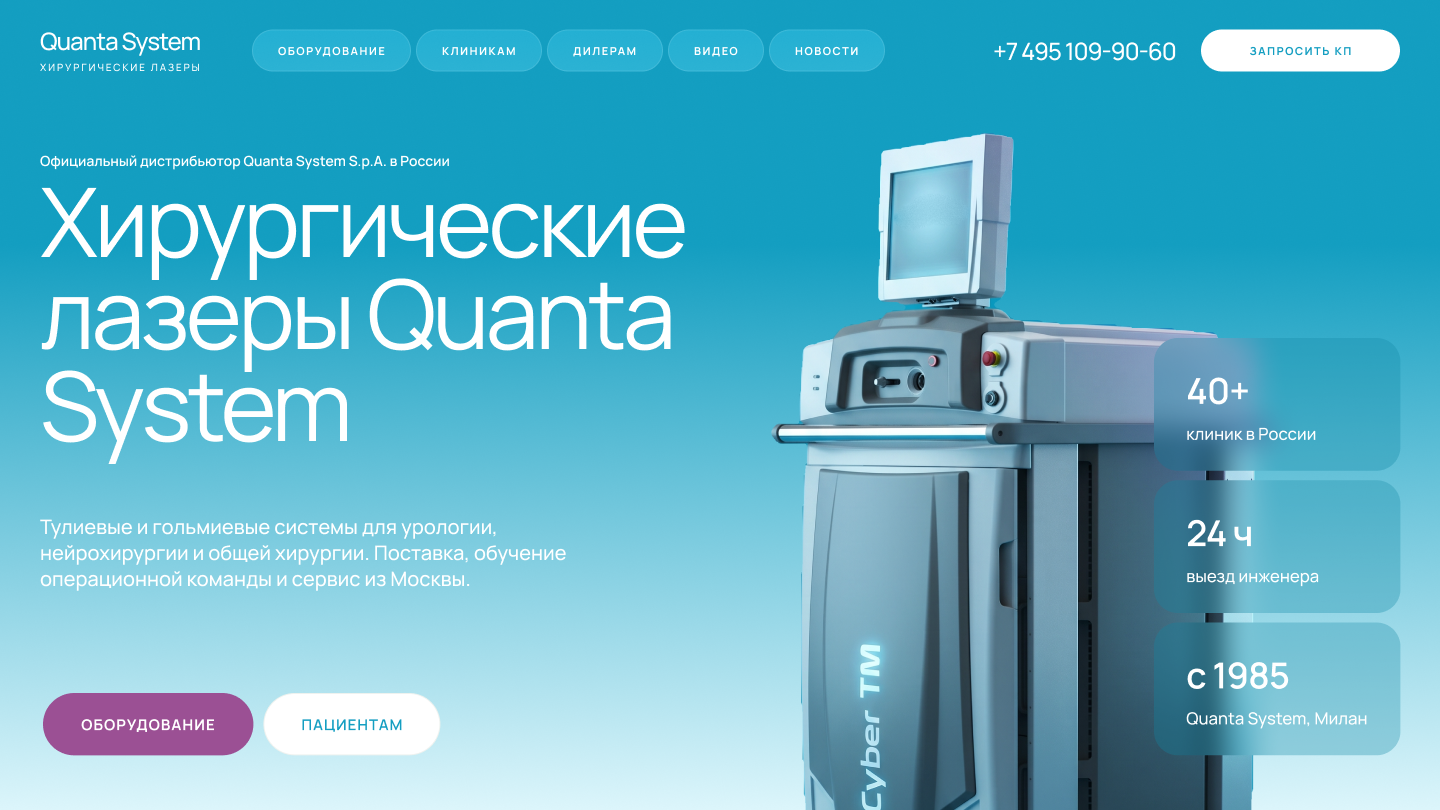 Quanta System
ХИРУРГИЧЕСКИЕ ЛАЗЕРЫ
ОБОРУДОВАНИЕ
КЛИНИКАМ
ДИЛЕРАМ
ВИДЕО
НОВОСТИ
+7 495 109-90-60
ЗАПРОСИТЬ КП
Официальный дистрибьютор Quanta System S.p.A. в России
Хирургические
лазеры Quanta
System
Тулиевые и гольмиевые системы для урологии,
нейрохирургии и общей хирургии. Поставка, обучение
операционной команды и сервис из Москвы.
ОБОРУДОВАНИЕ
ПАЦИЕНТАМ
Cyber TM
40+
клиник в России
24 ч
выезд инженера
с 1985
Quanta System, Милан